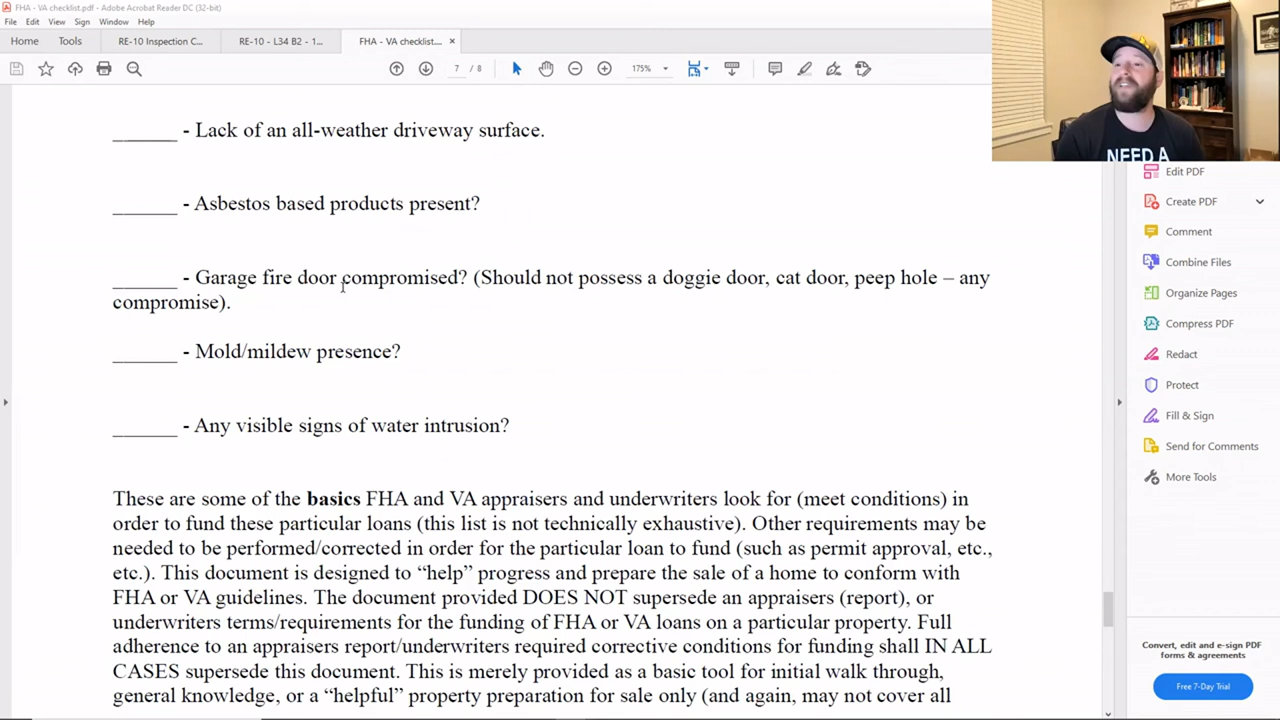 FHA - VA checklist.pdf - Adobe Acrobat Reader DC (32-bit)
File Edit View Sign Window Help
Home Tools RE-10 Inspection C... RE-10 - L3S 1... FHA - VA checklist....
7 / 8 175%
______ - Lack of an all-weather driveway surface.
______ - Asbestos based products present?
______ - Garage fire door compromised? (Should not possess a doggie door, cat door, peep hole – any
compromise).
______ - Mold/mildew presence?
______ - Any visible signs of water intrusion?
These are some of the basics FHA and VA appraisers and underwriters look for (meet conditions) in
order to fund these particular loans (this list is not technically exhaustive). Other requirements may be
needed to be performed/corrected in order for the particular loan to fund (such as permit approval, etc.,
etc.). This document is designed to “help” progress and prepare the sale of a home to conform with
FHA or VA guidelines. The document provided DOES NOT supersede an appraisers (report), or
underwriters terms/requirements for the funding of FHA or VA loans on a particular property. Full
adherence to an appraisers report/underwriters required corrective conditions for funding shall IN ALL
CASES supersede this document. This is merely provided as a basic tool for initial walk through,
general knowledge, or a “helpful” property preparation for sale only (and again, may not cover all
NEED A
Edit PDF
Create PDF
Comment
Combine Files
Organize Pages
Compress PDF
Redact
Protect
Fill & Sign
Send for Comments
More Tools
Convert, edit and e-sign PDF
forms & agreements
Free 7-Day Trial